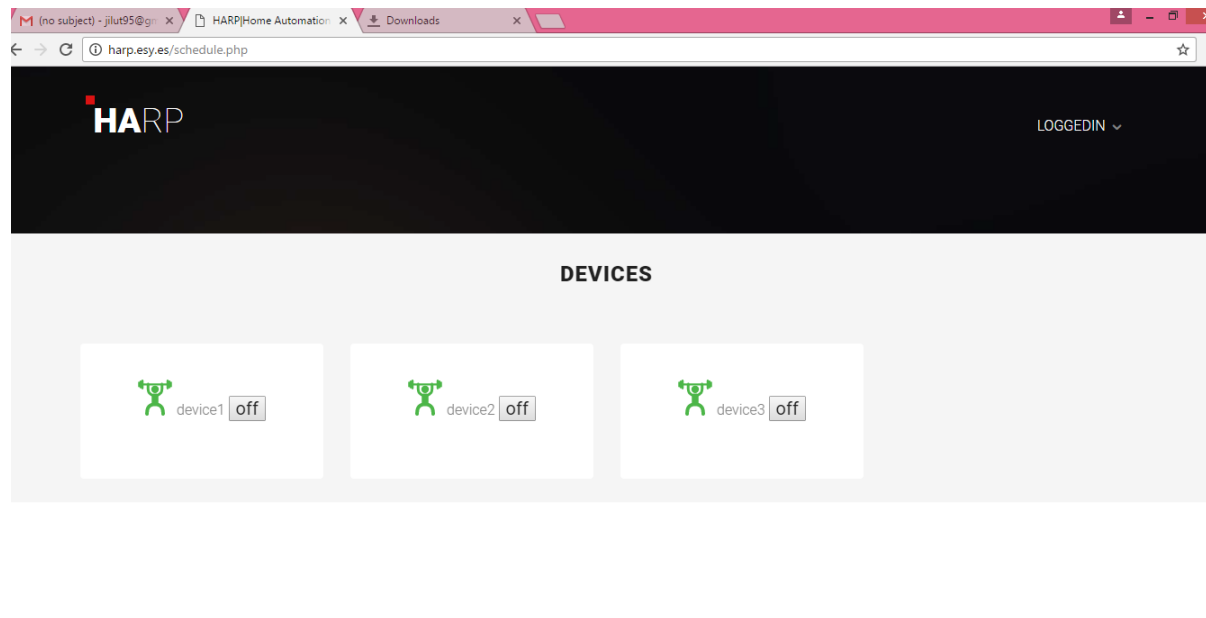 (no subject) - jilut95@gm
HARP|Home Automation
Downloads
harp.esy.es/schedule.php
HARP
LOGGEDIN
DEVICES
device1 off
device2 off
device3 off